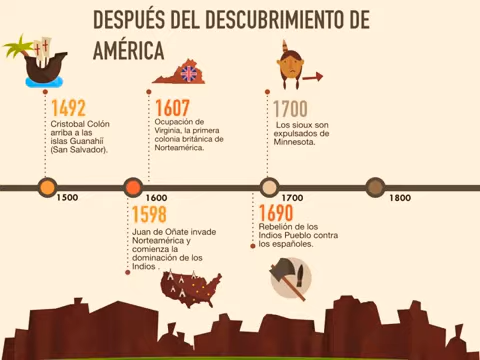 DESPUÉS DEL DESCUBRIMIENTO DE
AMÉRICA
1492
Cristobal Colón
arriba a las
islas Guanahií
(San Salvador).
1607
Ocupación de
Virginia, la primera
colonia británica de
Norteamérica.
1700
Los sioux son
expulsados de
Minnesota.
1500
1600
1700
1800
1598
Juan de Oñate invade
Norteamérica y
comienza la
dominación de los
Indios .
1690
Rebelión de los
Indios Pueblo contra
los españoles.